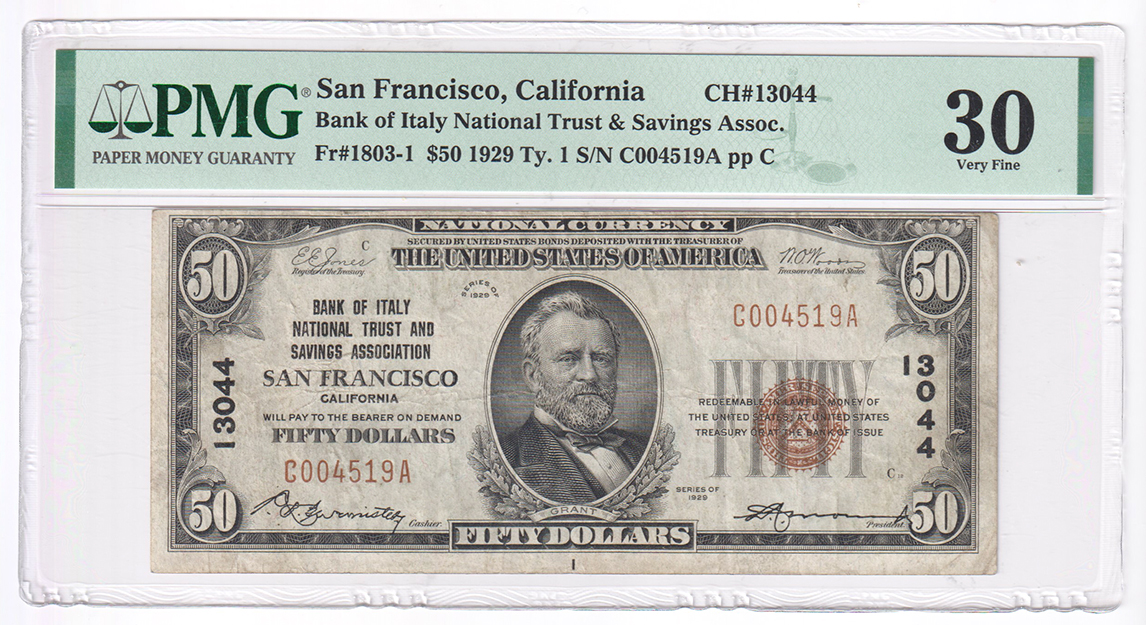 PMG®
PAPER MONEY GUARANTY
San Francisco, California CH#13044
Bank of Italy National Trust & Savings Assoc.
Fr#1803-1 $50 1929 Ty. 1 S/N C004519A pp C
30
Very Fine
NATIONAL CURRENCY
SECURED BY UNITED STATES BONDS DEPOSITED WITH THE TREASURER OF
THE UNITED STATES OF AMERICA
50
50
E.E. Jones
C
Register of the Treasury.
Treasurer of the United States
SERIES OF
1929
BANK OF ITALY
NATIONAL TRUST AND
SAVINGS ASSOCIATION
SAN FRANCISCO
CALIFORNIA
WILL PAY TO THE BEARER ON DEMAND
FIFTY DOLLARS
C004519A
13044
C004519A
FIFTY
REDEEMABLE IN LAWFUL MONEY OF
THE UNITED STATES AT UNITED STATES
TREASURY OR AT THE BANK OF ISSUE
13044
C
SERIES OF
1929
50
Cashier.
GRANT
President.
50
FIFTY DOLLARS